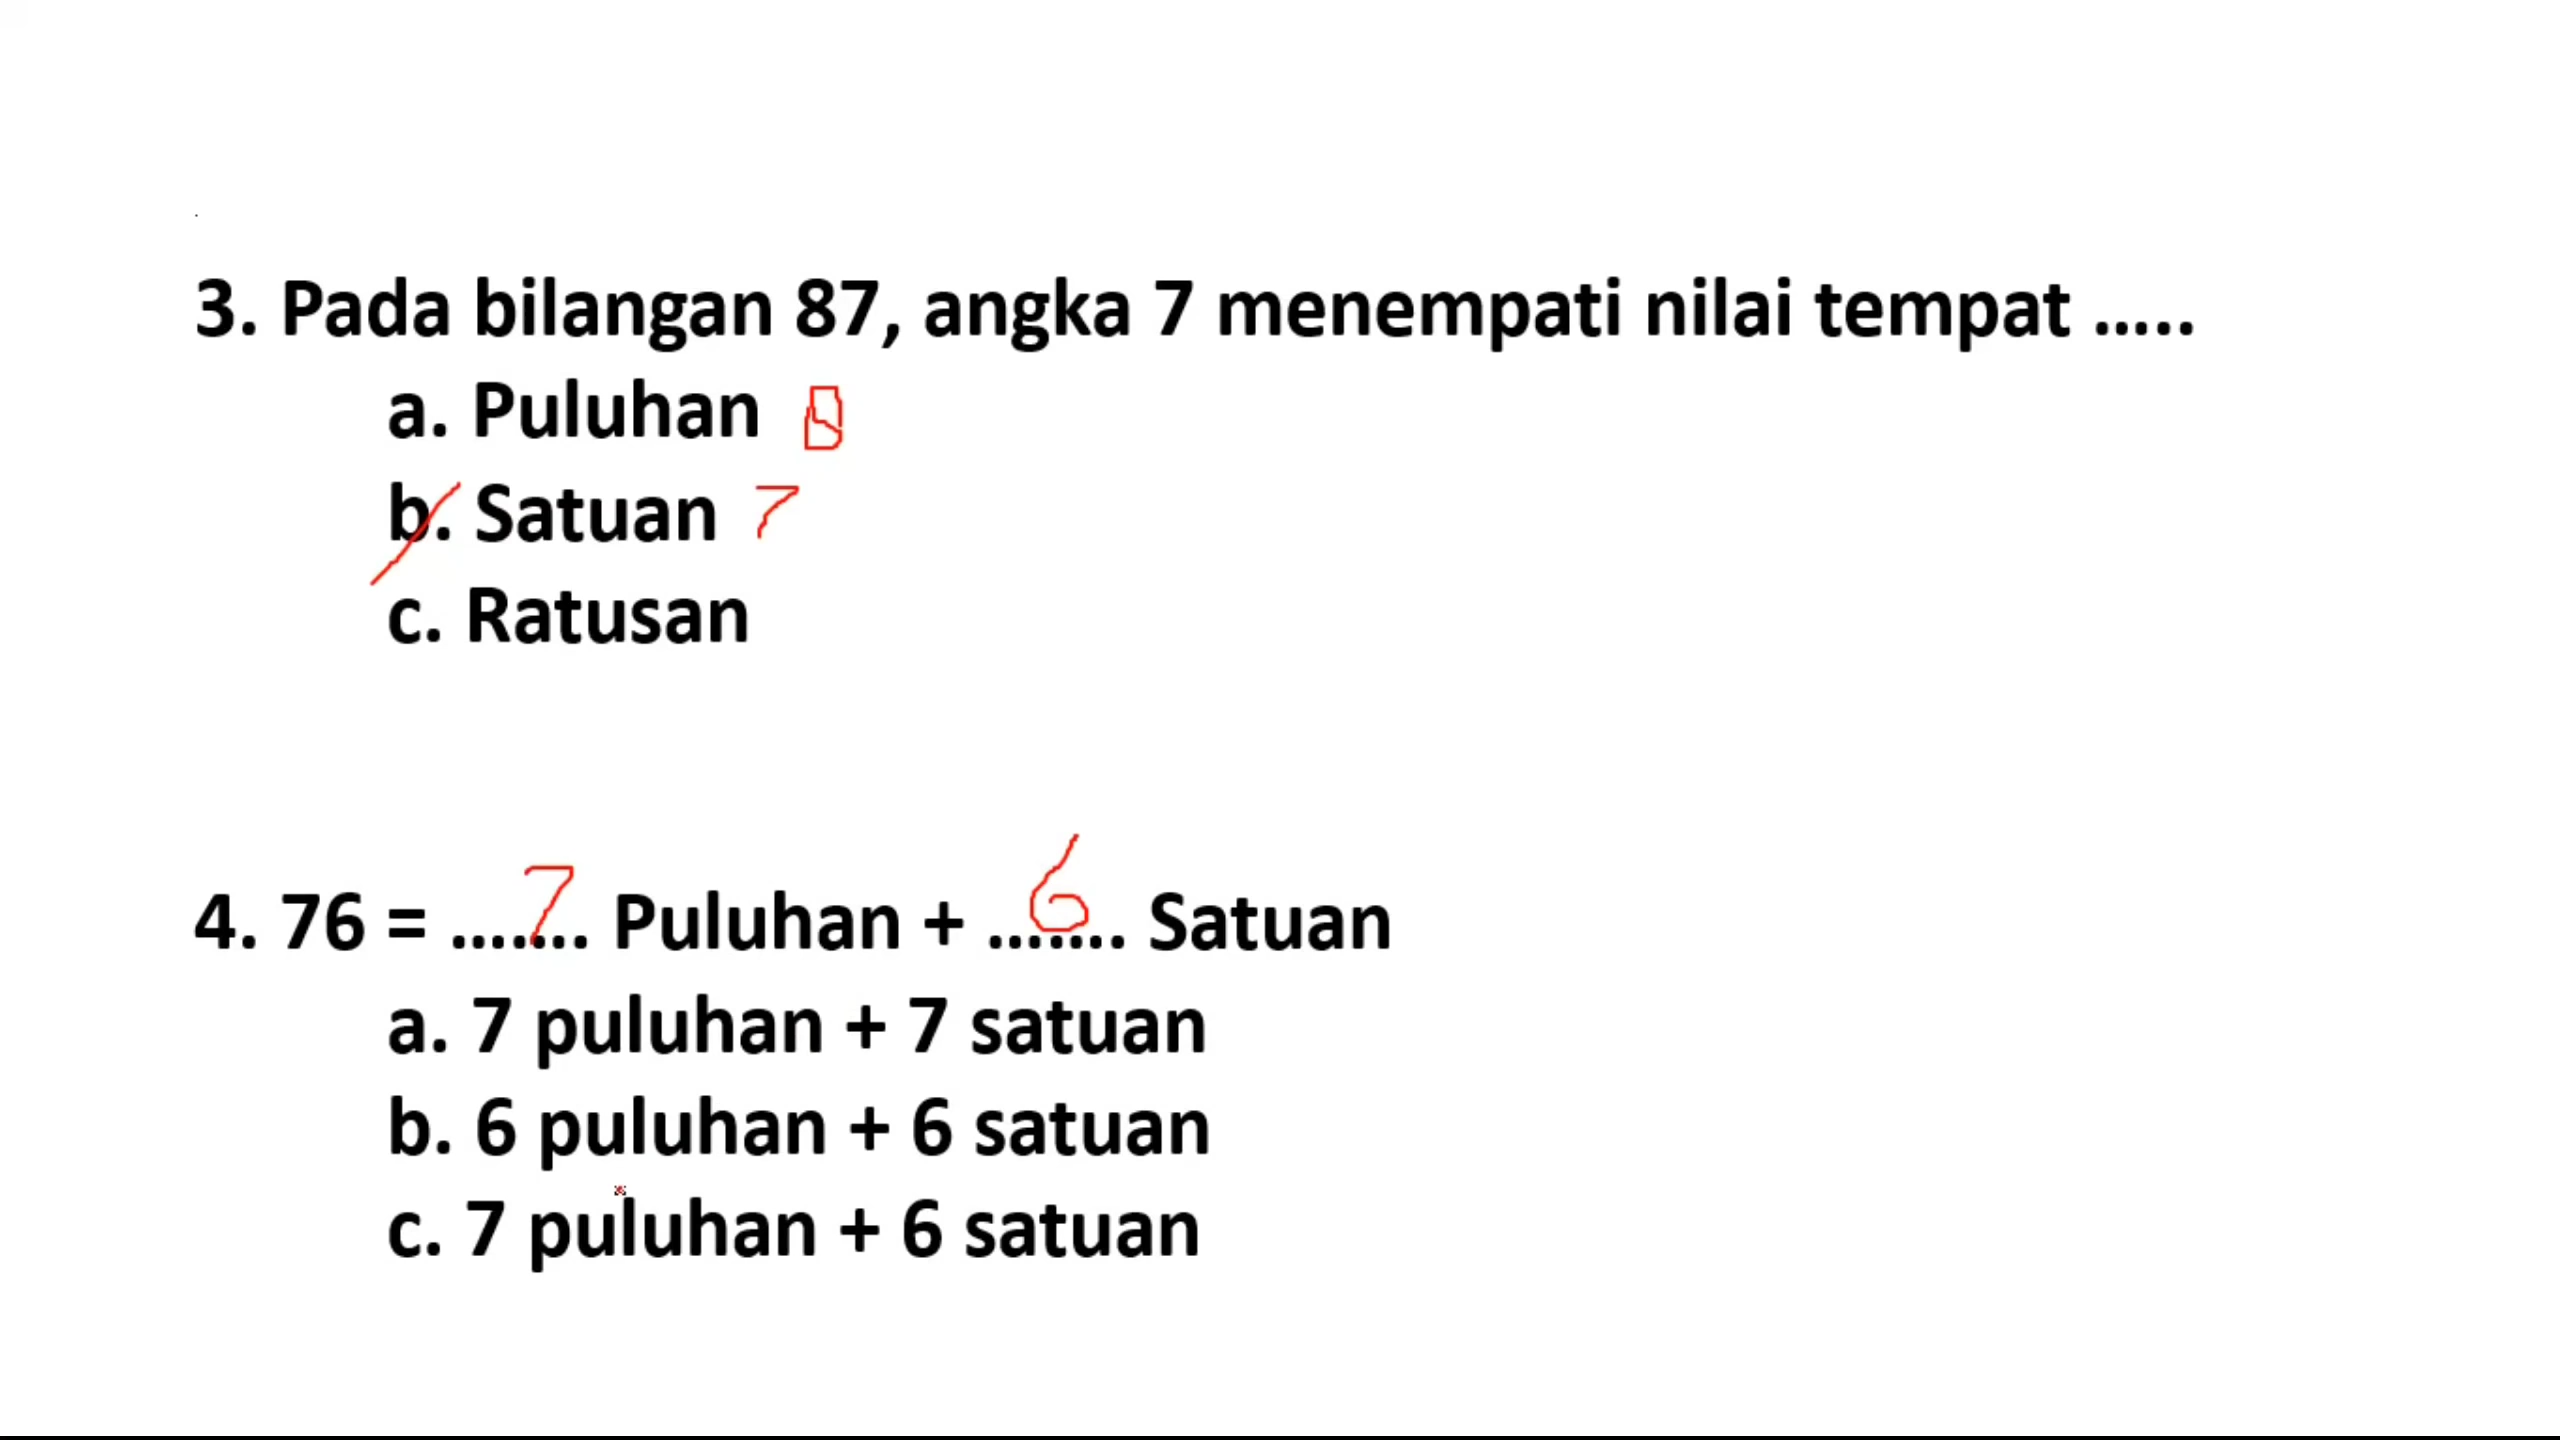 3. Pada bilangan 87, angka 7 menempati nilai tempat .....
a. Puluhan 8
b. Satuan 7
c. Ratusan
4. 76 = ....... Puluhan + ....... Satuan
7 6
a. 7 puluhan + 7 satuan
b. 6 puluhan + 6 satuan
c. 7 puluhan + 6 satuan